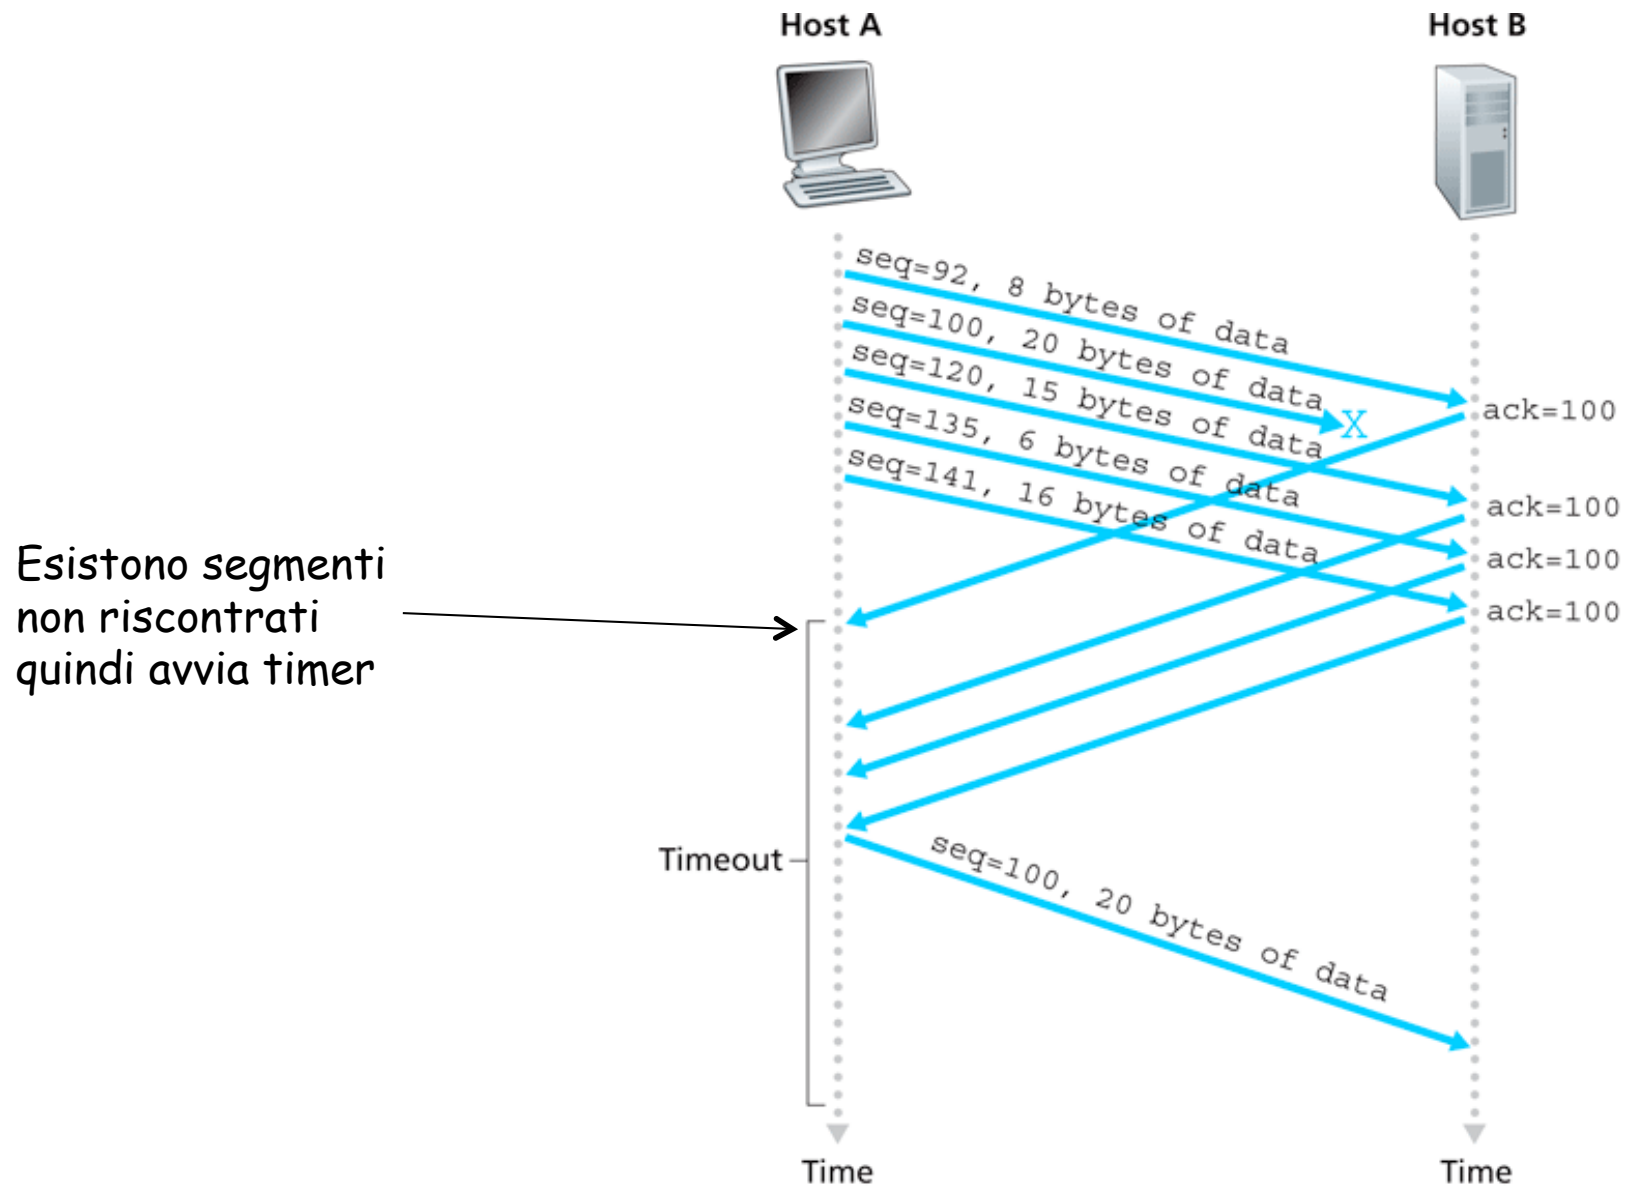 Host A
Host B
seq=92, 8 bytes of data
seq=100, 20 bytes of data
X
ack=100
seq=120, 15 bytes of data
seq=135, 6 bytes of data
seq=141, 16 bytes of data
ack=100
ack=100
ack=100
Esistono segmenti
non riscontrati
quindi avvia timer
Timeout
seq=100, 20 bytes of data
Time
Time